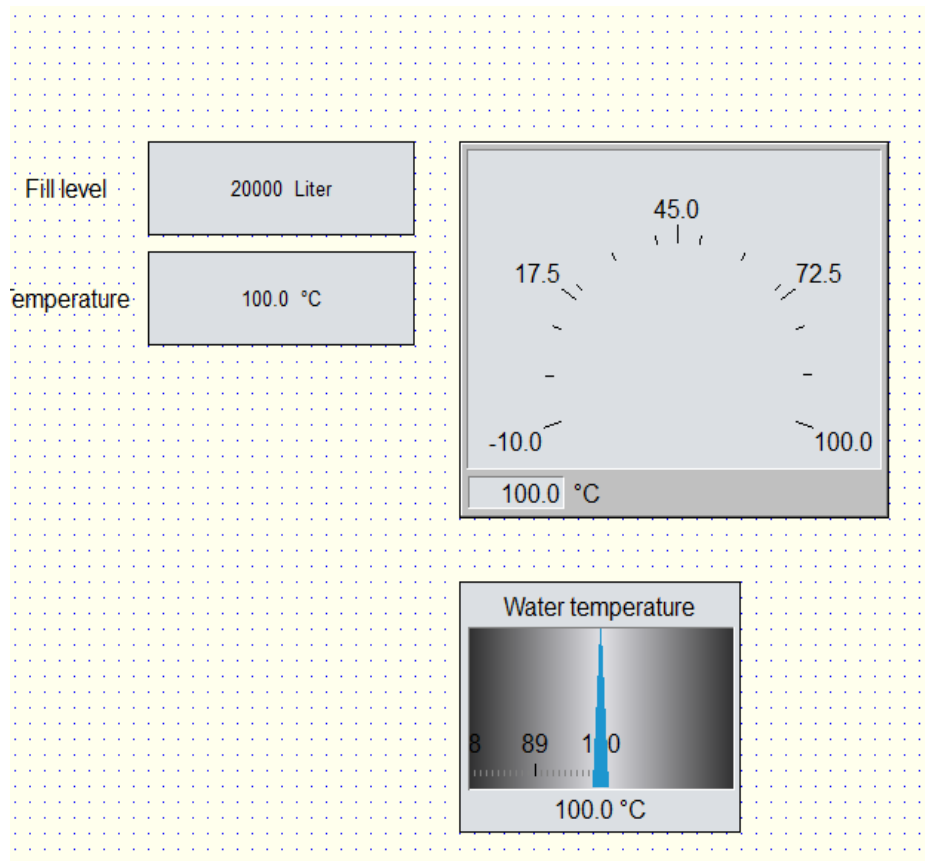 Fill level
20000 Liter
emperature
100.0 °C
45.0
17.5
72.5
-10.0
100.0
100.0 °C
Water temperature
8 89 100
100.0 °C